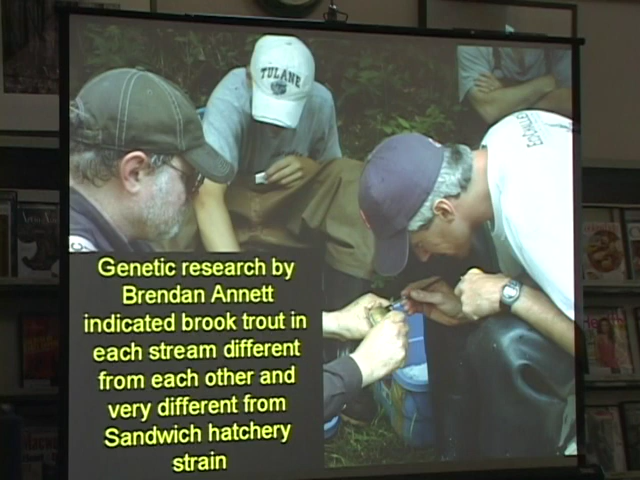 TULANE
Genetic research by
Brendan Annett
indicated brook trout in
each stream different
from each other and
very different from
Sandwich hatchery
strain
Health